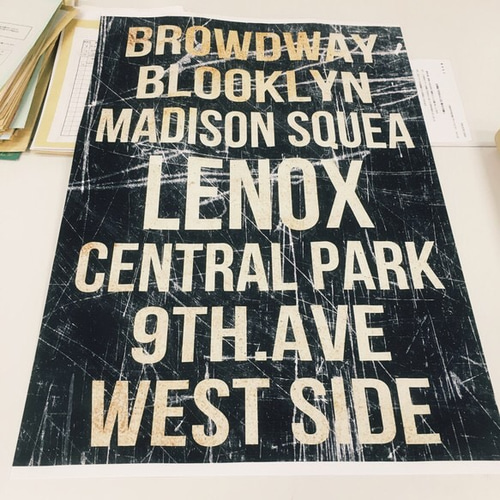 BROWDWAY
BLOOKLYN
MADISON SQUEA
LENOX
CENTRAL PARK
9TH.AVE
WEST SIDE